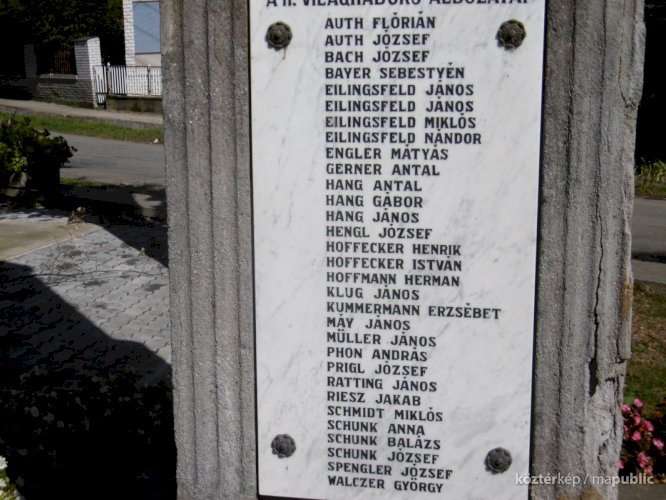 A II. VILÁGHÁBORÚ ÁLDOZATAI
AUTH FLÓRIÁN
AUTH JÓZSEF
BACH JÓZSEF
BAYER SEBESTYÉN
EILINGSFELD JÁNOS
EILINGSFELD JÁNOS
EILINGSFELD MIKLÓS
EILINGSFELD NÁNDOR
ENGLER MÁTYÁS
GERNER ANTAL
HANG ANTAL
HANG GÁBOR
HANG JÁNOS
HENGL JÓZSEF
HOFFECKER HENRIK
HOFFECKER ISTVÁN
HOFFMANN HERMAN
KLUG JÁNOS
KUMMERMANN ERZSÉBET
MÁY JÁNOS
MÜLLER JÁNOS
PHON ANDRÁS
PRIGL JÓZSEF
RATTING JÁNOS
RIESZ JAKAB
SCHMIDT MIKLÓS
SCHUNK ANNA
SCHUNK BALÁZS
SCHUNK JÓZSEF
SPENGLER JÓZSEF
WALCZER GYÖRGY
köztérkép / mapublic